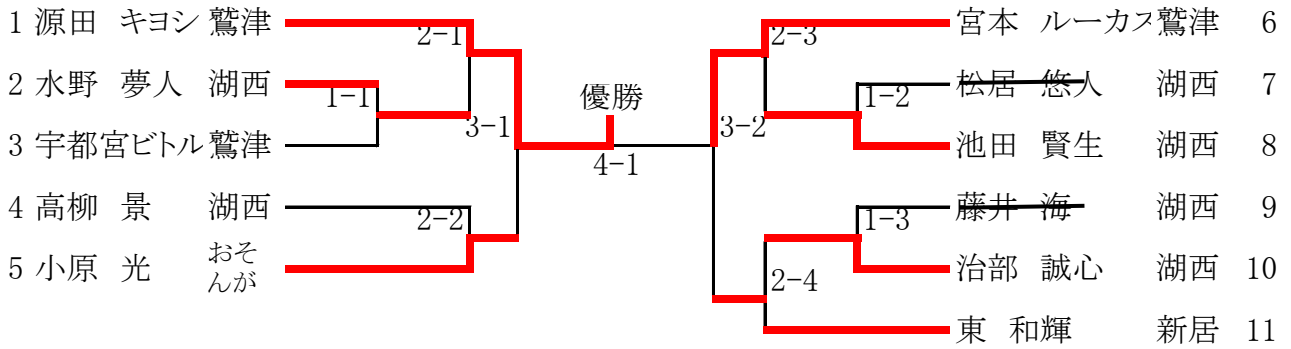 1 源田 キヨシ 鷲津
2 水野 夢人 湖西
3 宇都宮ビトル 鷲津
4 高柳 景 湖西
5 小原 光 おそ
んが
2-1
1-1
3-1
2-2
優勝
4-1
2-3
1-2
3-2
1-3
2-4
宮本 ルーカス 鷲津 6
松居 悠人 湖西 7
池田 賢生 湖西 8
藤井 海 湖西 9
治部 誠心 湖西 10
東 和輝 新居 11